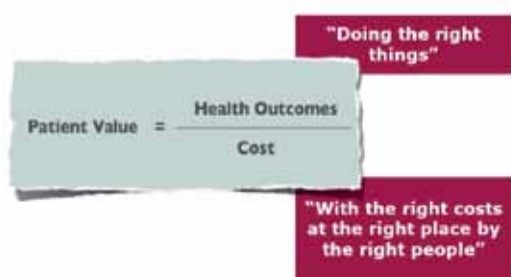 “Doing the right
things”
Patient Value = Health Outcomes
Cost
“With the right costs
at the right place by
the right people”